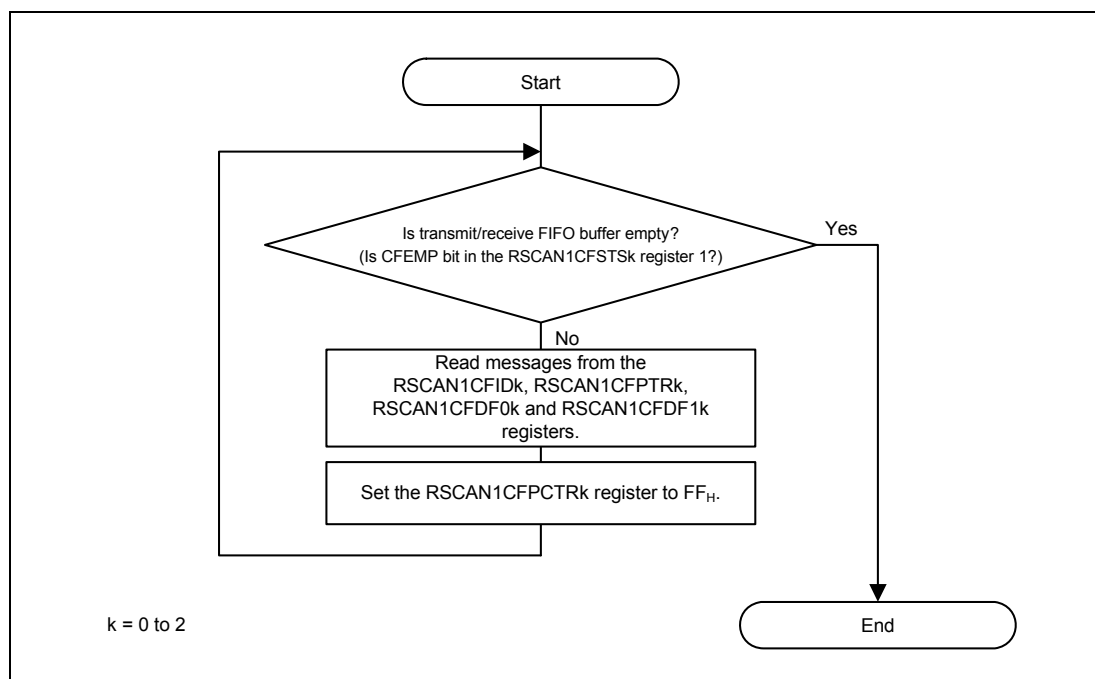 Start
Is transmit/receive FIFO buffer empty?
(Is CFEMP bit in the RSCAN1CFSTSk register 1?)
Yes
No
Read messages from the
RSCAN1CFIDk, RSCAN1CFPTRk,
RSCAN1CFDF0k and RSCAN1CFDF1k
registers.
Set the RSCAN1CFPCTRk register to FFH.
k = 0 to 2
End